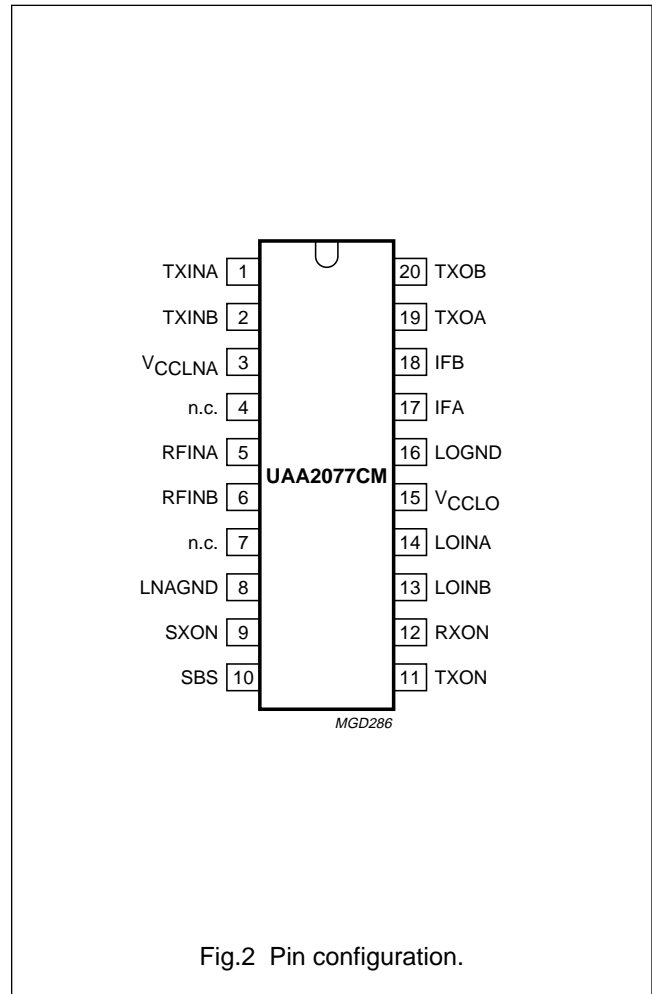 TXINA 1 20 TXOB
TXINB 2 19 TXOA
VCCLNA 3 18 IFB
n.c. 4 17 IFA
RFINA 5 16 LOGND
UAA2077CM
RFINB 6 15 VCCLO
n.c. 7 14 LOINA
LNAGND 8 13 LOINB
SXON 9 12 RXON
SBS 10 11 TXON
MGD286
Fig.2 Pin configuration.